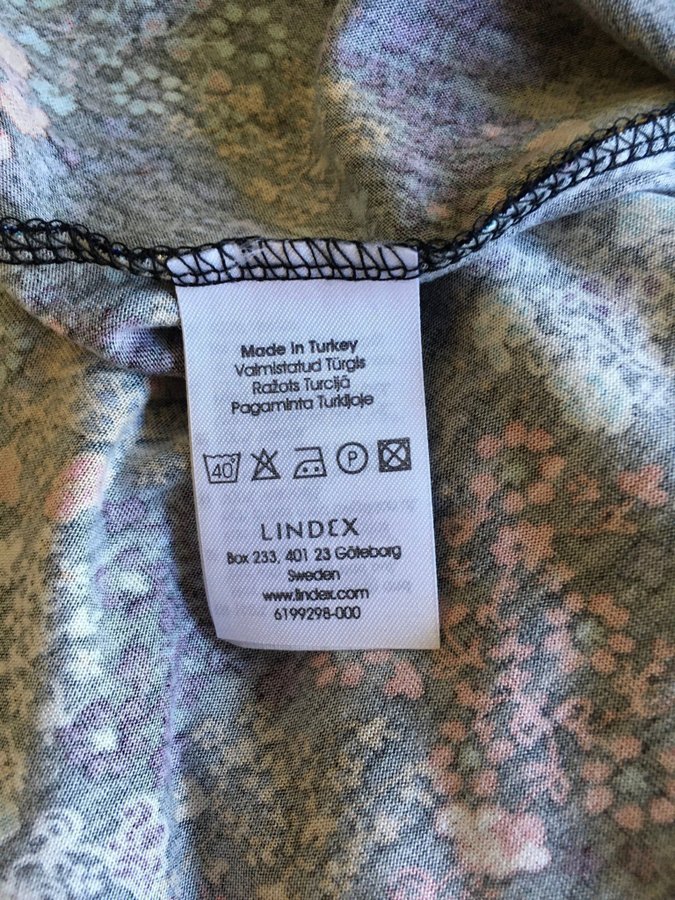 Made in Turkey
Valmistatud Türgis
Ražots Turcijā
Pagaminta Turkijoje
40°
P
LINDEX
Box 233, 401 23 Göteborg
Sweden
www.lindex.com
6199298-000